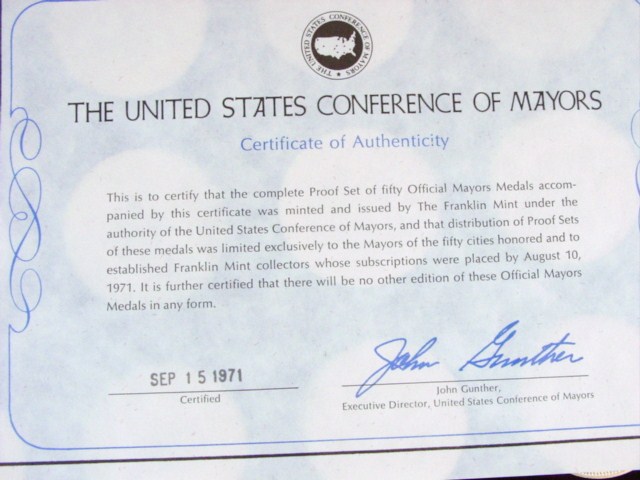 THE UNITED STATES CONFERENCE OF MAYORS ★
THE UNITED STATES CONFERENCE OF MAYORS
Certificate of Authenticity
This is to certify that the complete Proof Set of fifty Official Mayors Medals accom-
panied by this certificate was minted and issued by The Franklin Mint under the
authority of the United States Conference of Mayors, and that distribution of Proof Sets
of these medals was limited exclusively to the Mayors of the fifty cities honored and to
established Franklin Mint collectors whose subscriptions were placed by August 10,
1971. It is further certified that there will be no other edition of these Official Mayors
Medals in any form.
SEP 15 1971
Certified
John Gunther
John Gunther,
Executive Director, United States Conference of Mayors